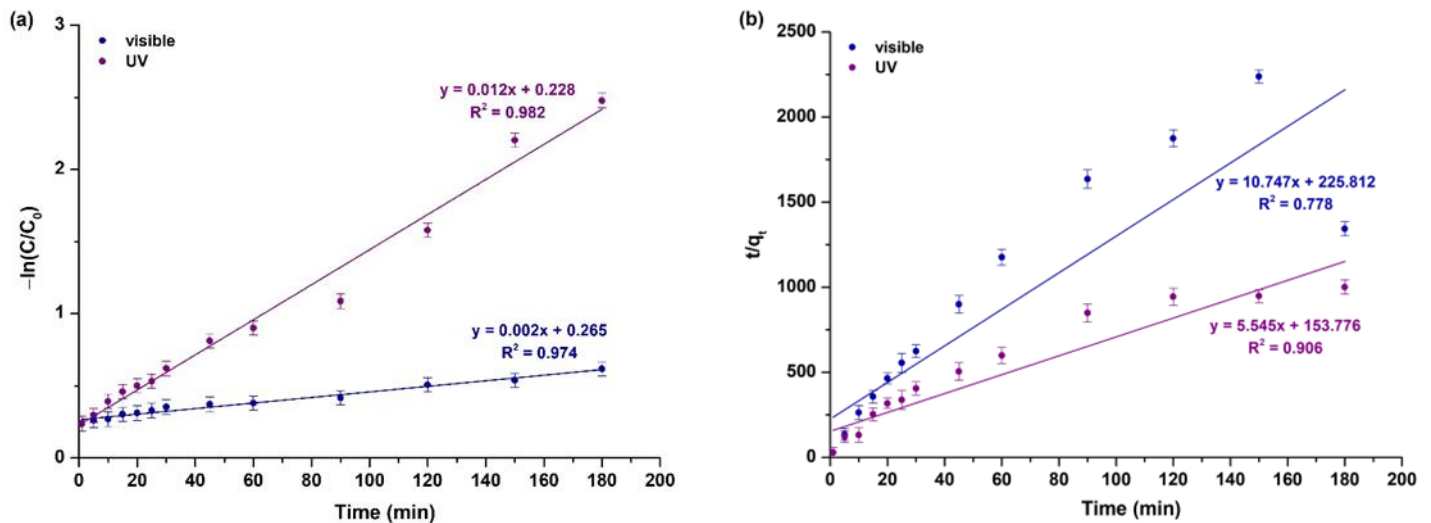 (a)
3
2
1
0
−ln(C/C₀)
visible
UV
y = 0.012x + 0.228
R² = 0.982
y = 0.002x + 0.265
R² = 0.974
0 20 40 60 80 100 120 140 160 180 200
Time (min)
(b)
2500
2000
1500
1000
500
0
t/qₜ
visible
UV
y = 10.747x + 225.812
R² = 0.778
y = 5.545x + 153.776
R² = 0.906
0 20 40 60 80 100 120 140 160 180 200
Time (min)